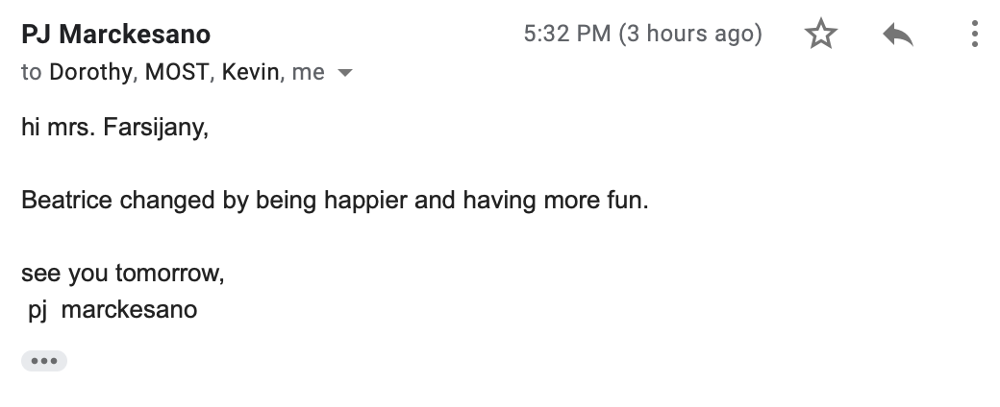 PJ Marckesano 5:32 PM (3 hours ago)
to Dorothy, MOST, Kevin, me
hi mrs. Farsijany,
Beatrice changed by being happier and having more fun.
see you tomorrow,
pj  marckesano